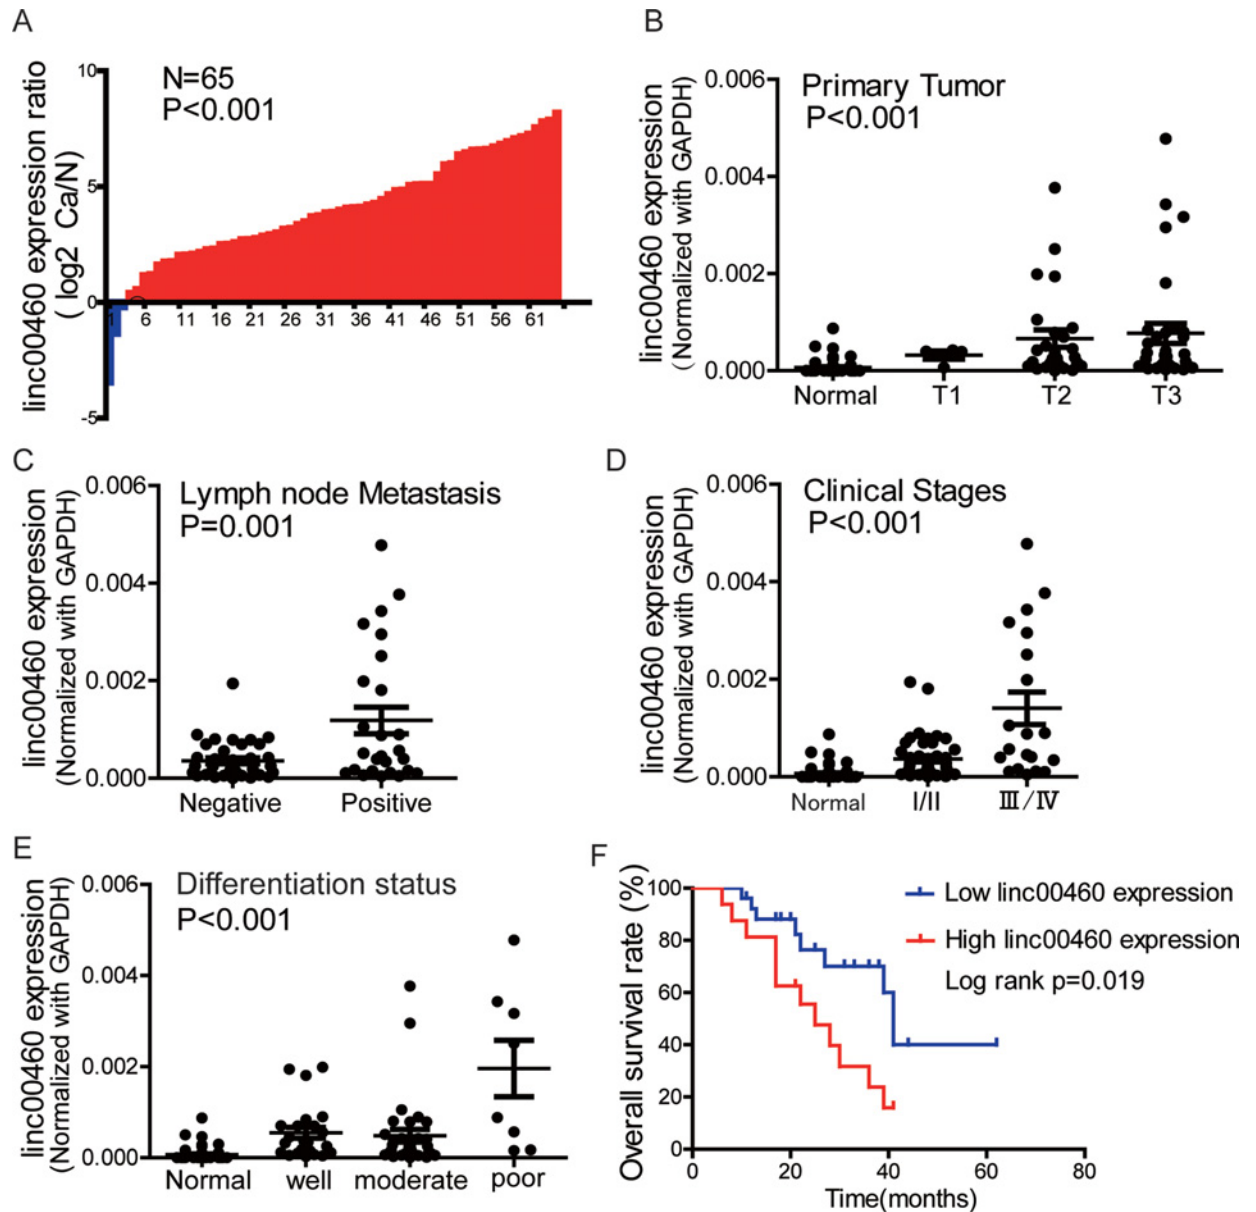 A
linc00460 expression ratio
( log2 Ca/N)
N=65
P<0.001
10
5
0
-5
1 6 11 16 21 26 31 36 41 46 51 56 61
B
linc00460 expression
(Normalized with GAPDH)
Primary Tumor
P<0.001
0.006
0.004
0.002
0.000
Normal T1 T2 T3
C
linc00460 expression
(Normalized with GAPDH)
Lymph node Metastasis
P=0.001
0.006
0.004
0.002
0.000
Negative Positive
D
linc00460 expression
(Normalized with GAPDH)
Clinical Stages
P<0.001
0.006
0.004
0.002
0.000
Normal I/II Ⅲ/Ⅳ
E
linc00460 expression
(Normalized with GAPDH)
Differentiation status
P<0.001
0.006
0.004
0.002
0.000
Normal well moderate poor
F
Overall survival rate (%)
100
80
60
40
20
0
Low linc00460 expression
High linc00460 expression
Log rank p=0.019
0 20 40 60 80
Time(months)